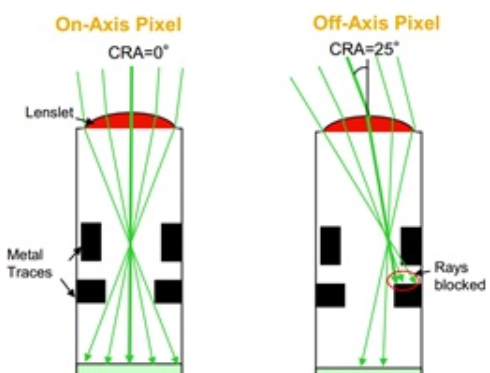 On-Axis Pixel
CRA=0°
Lenslet
Metal
Traces
Off-Axis Pixel
CRA=25°
Rays
blocked